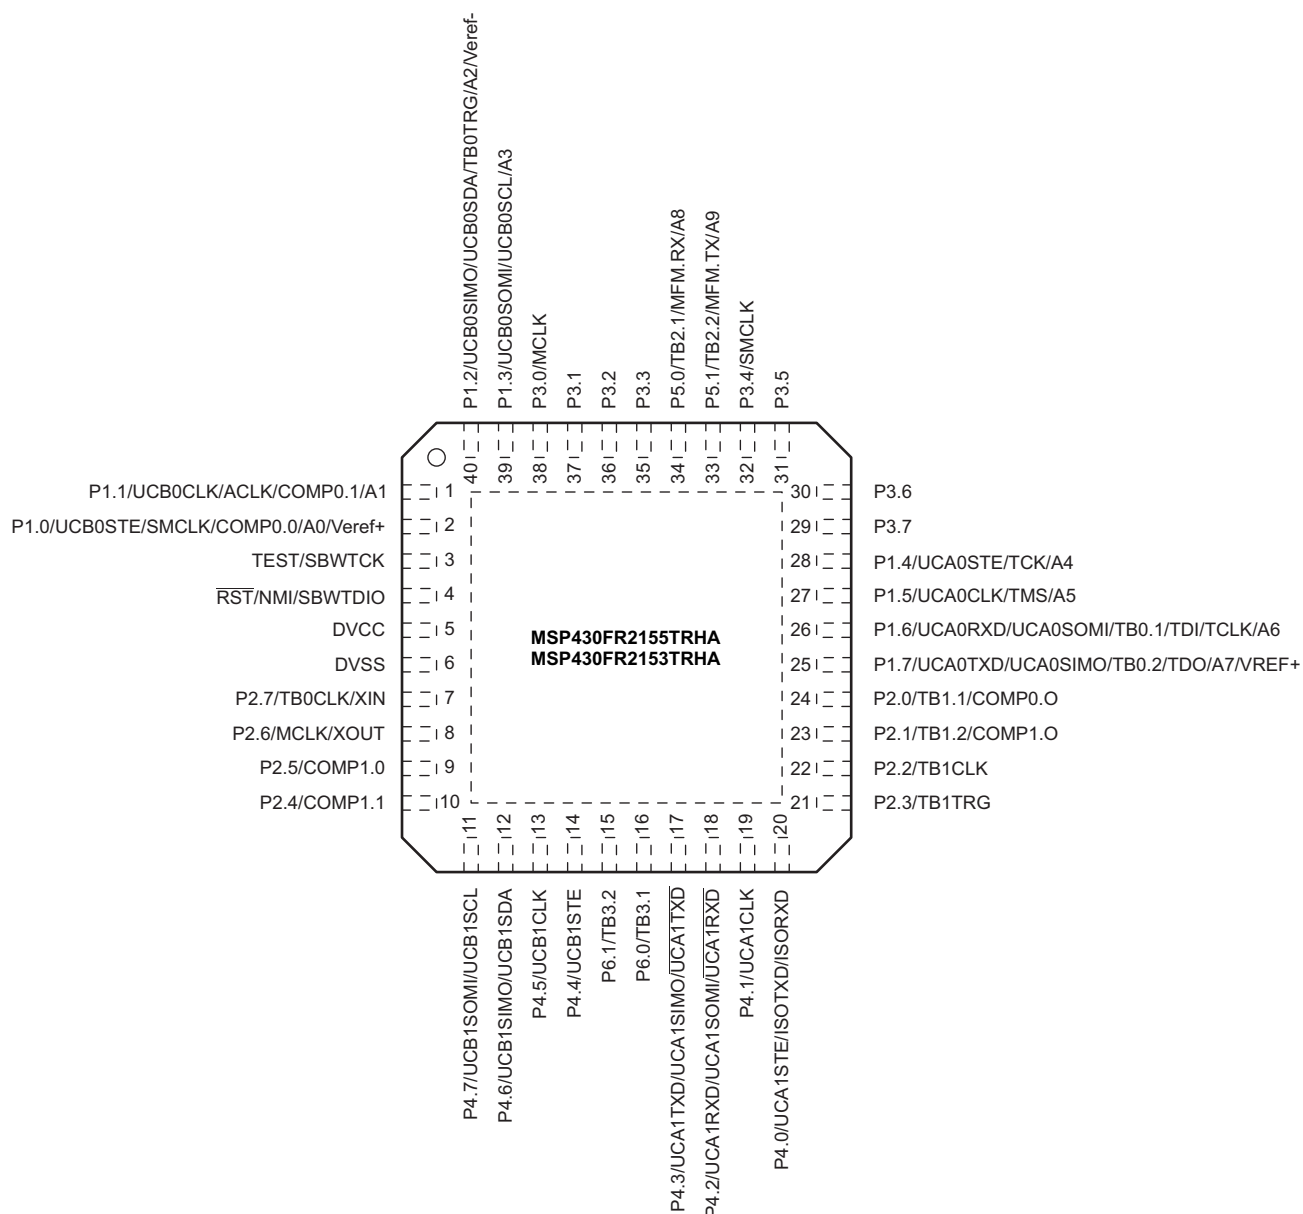 P1.2/UCB0SIMO/UCB0SDA/TB0TRG/A2/Veref-
P1.3/UCB0SOMI/UCB0SCL/A3
P3.0/MCLK
P3.1
P3.2
P3.3
P5.0/TB2.1/MFM.RX/A8
P5.1/TB2.2/MFM.TX/A9
P3.4/SMCLK
P3.5
40
39
38
37
36
35
34
33
32
31
P1.1/UCB0CLK/ACLK/COMP0.1/A1 1
P1.0/UCB0STE/SMCLK/COMP0.0/A0/Veref+ 2
TEST/SBWTCK 3
RST/NMI/SBWTDIO 4
DVCC 5
DVSS 6
P2.7/TB0CLK/XIN 7
P2.6/MCLK/XOUT 8
P2.5/COMP1.0 9
P2.4/COMP1.1 10
MSP430FR2155TRHA
MSP430FR2153TRHA
30 P3.6
29 P3.7
28 P1.4/UCA0STE/TCK/A4
27 P1.5/UCA0CLK/TMS/A5
26 P1.6/UCA0RXD/UCA0SOMI/TB0.1/TDI/TCLK/A6
25 P1.7/UCA0TXD/UCA0SIMO/TB0.2/TDO/A7/VREF+
24 P2.0/TB1.1/COMP0.O
23 P2.1/TB1.2/COMP1.O
22 P2.2/TB1CLK
21 P2.3/TB1TRG
11
12
13
14
15
16
17
18
19
20
P4.7/UCB1SOMI/UCB1SCL
P4.6/UCB1SIMO/UCB1SDA
P4.5/UCB1CLK
P4.4/UCB1STE
P6.1/TB3.2
P6.0/TB3.1
P4.3/UCA1TXD/UCA1SIMO/UCA1TXD
P4.2/UCA1RXD/UCA1SOMI/UCA1RXD
P4.1/UCA1CLK
P4.0/UCA1STE/ISOTXD/ISORXD